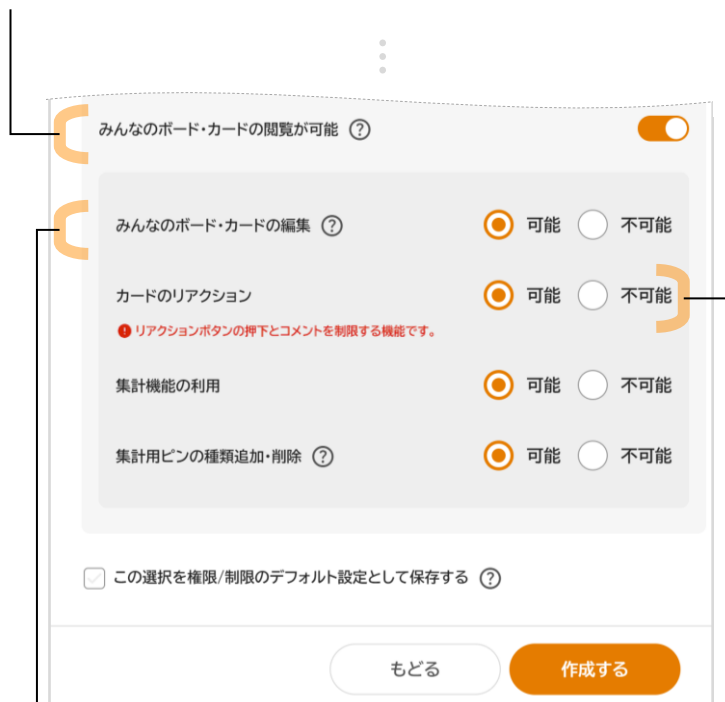 みんなのボード・カードの閲覧が可能 ?
みんなのボード・カードの編集 ? 可能 不可能
カードのリアクション 可能 不可能
! リアクションボタンの押下とコメントを制限する機能です。
集計機能の利用 可能 不可能
集計用ピンの種類追加・削除 ? 可能 不可能
この選択を権限/制限のデフォルト設定として保存する ?
もどる 作成する